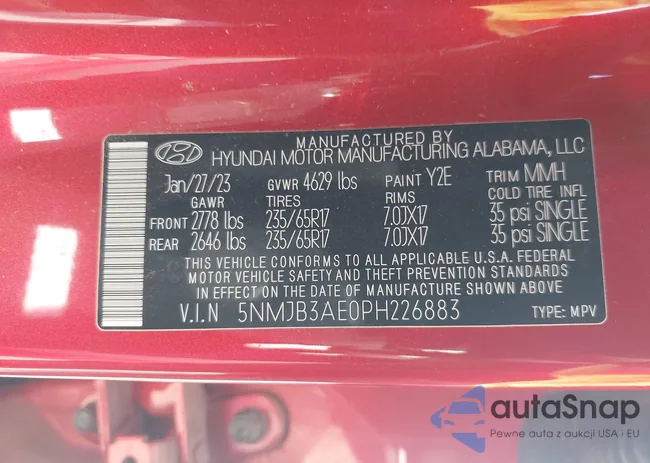 MANUFACTURED BY
HYUNDAI MOTOR MANUFACTURING ALABAMA, LLC
Jan/27/23 GVWR 4629 lbs PAINT Y2E TRIM MMH
GAWR TIRES RIMS COLD TIRE INFL
FRONT 2778 lbs 235/65R17 7.0JX17 35 psi SINGLE
REAR 2646 lbs 235/65R17 7.0JX17 35 psi SINGLE
THIS VEHICLE CONFORMS TO ALL APPLICABLE U.S.A. FEDERAL
MOTOR VEHICLE SAFETY AND THEFT PREVENTION STANDARDS
IN EFFECT ON THE DATE OF MANUFACTURE SHOWN ABOVE
V.I.N 5NMJB3AE0PH226883 TYPE: MPV
autaSnap
Pewne auta z aukcji USA - EU